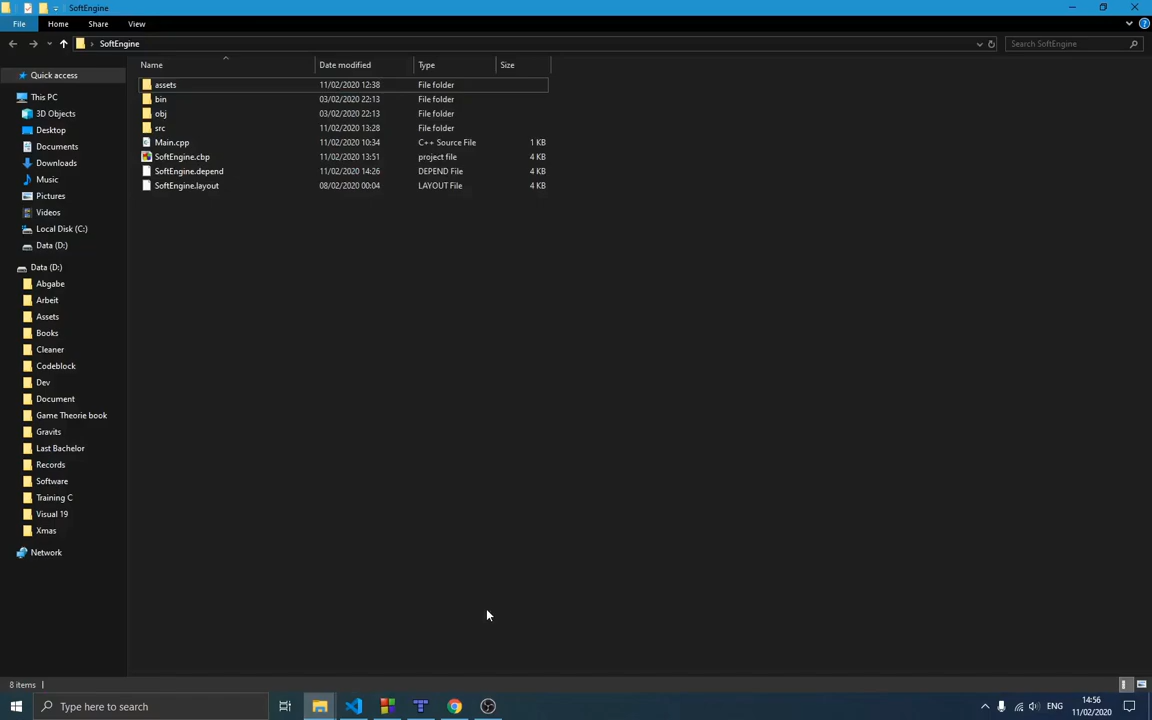 SoftEngine
File Home Share View
SoftEngine Search SoftEngine
Name Date modified Type Size
Quick access
This PC
3D Objects
Desktop
Documents
Downloads
Music
Pictures
Videos
Local Disk (C:)
Data (D:)
Data (D:)
Abgabe
Arbeit
Assets
Books
Cleaner
Codeblock
Dev
Document
Game Theorie book
Gravits
Last Bachelor
Records
Software
Training C
Visual 19
Xmas
Network
assets 11/02/2020 12:38 File folder
bin 03/02/2020 22:13 File folder
obj 03/02/2020 22:13 File folder
src 11/02/2020 13:28 File folder
Main.cpp 11/02/2020 10:34 C++ Source File 1 KB
SoftEngine.cbp 11/02/2020 13:51 project file 4 KB
SoftEngine.depend 11/02/2020 14:26 DEPEND File 4 KB
SoftEngine.layout 08/02/2020 00:04 LAYOUT File 4 KB
8 items
Type here to search ENG 14:56
11/02/2020